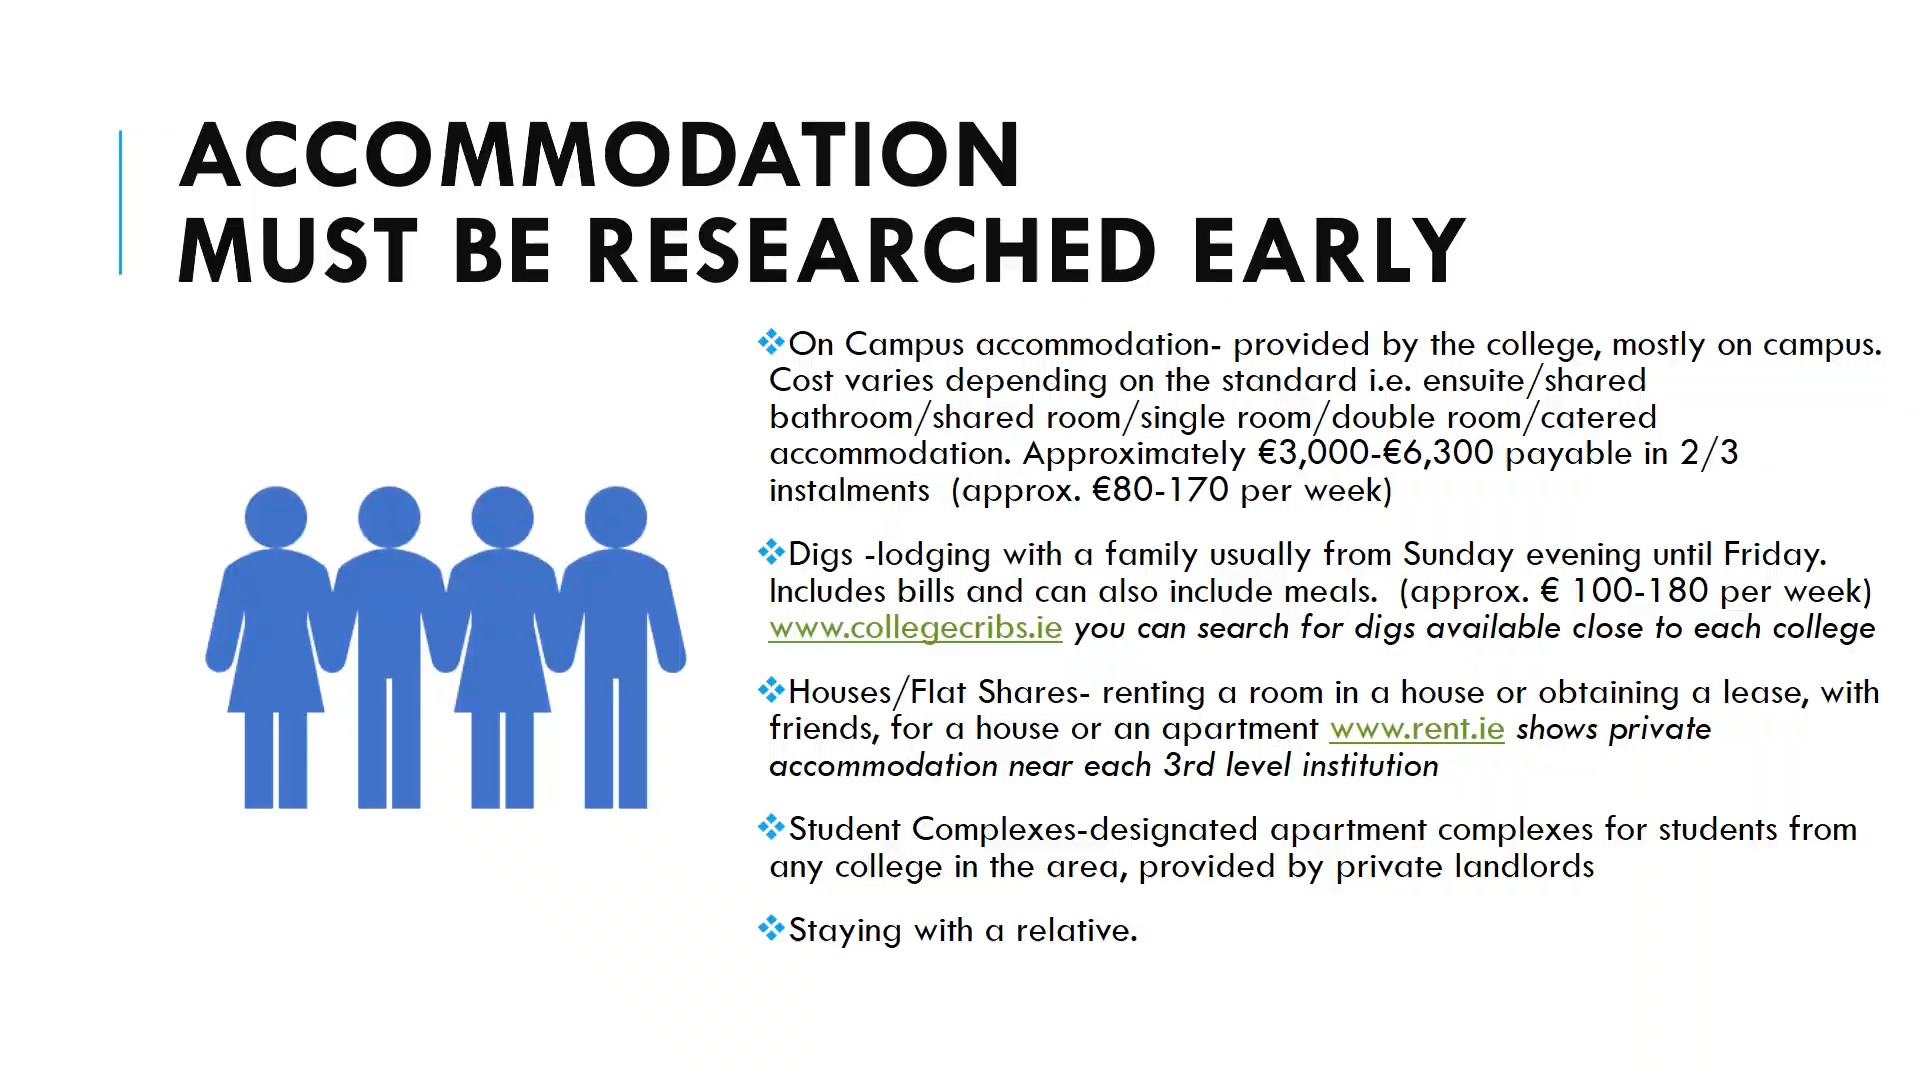 ACCOMMODATION
MUST BE RESEARCHED EARLY
❖On Campus accommodation- provided by the college, mostly on campus.
Cost varies depending on the standard i.e. ensuite/shared
bathroom/shared room/single room/double room/catered
accommodation. Approximately €3,000-€6,300 payable in 2/3
instalments  (approx. €80-170 per week)
❖Digs -lodging with a family usually from Sunday evening until Friday.
Includes bills and can also include meals.  (approx. € 100-180 per week)
www.collegecribs.ie you can search for digs available close to each college
❖Houses/Flat Shares- renting a room in a house or obtaining a lease, with
friends, for a house or an apartment www.rent.ie shows private
accommodation near each 3rd level institution
❖Student Complexes-designated apartment complexes for students from
any college in the area, provided by private landlords
❖Staying with a relative.